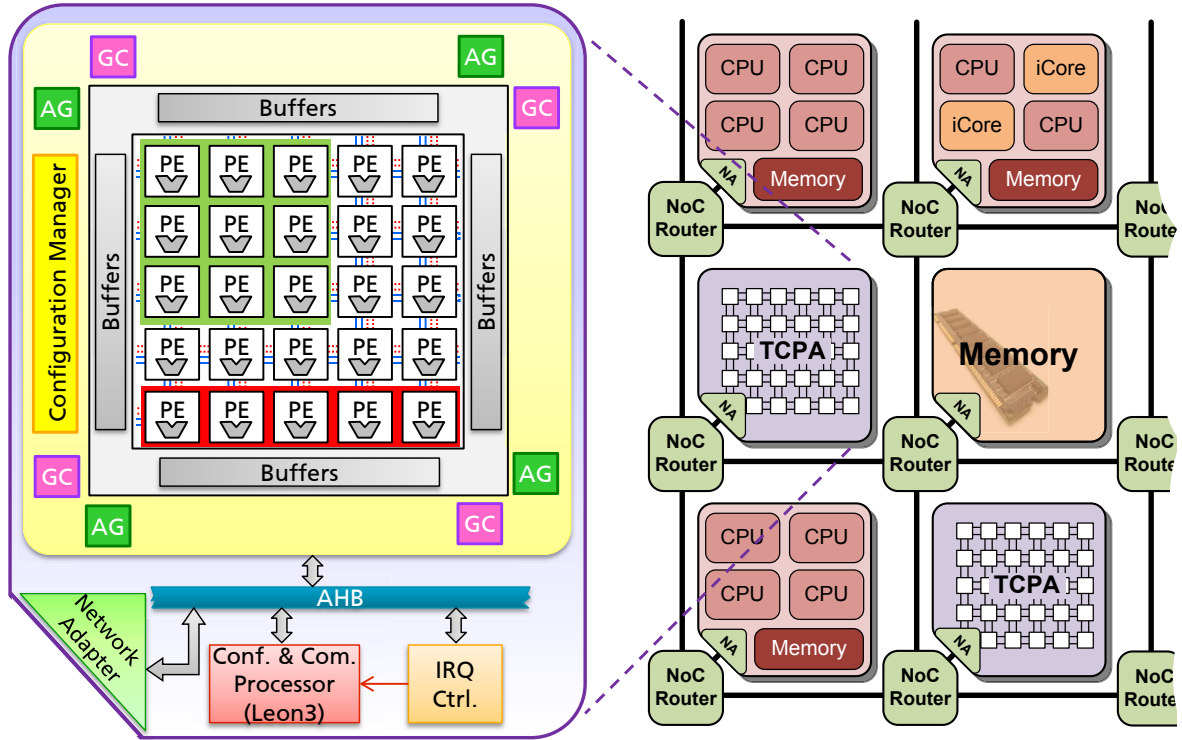 GC
AG
AG
GC
Buffers
Configuration Manager
Buffers
Buffers
PE PE PE PE PE
PE PE PE PE PE
PE PE PE PE PE
PE PE PE PE PE
PE PE PE PE PE
Buffers
GC
AG
AG
GC
AHB
Network
Adapter
Conf. & Com.
Processor
(Leon3)
IRQ
Ctrl.
CPU CPU
CPU CPU
NA
Memory
CPU iCore
iCore CPU
NA
Memory
NoC
Router
NoC
Router
NoC
Route
TCPA
NA
Memory
NA
NoC
Router
NoC
Router
NoC
Route
CPU CPU
CPU CPU
NA
Memory
TCPA
NA
NoC
Router
NoC
Router
NoC
Route